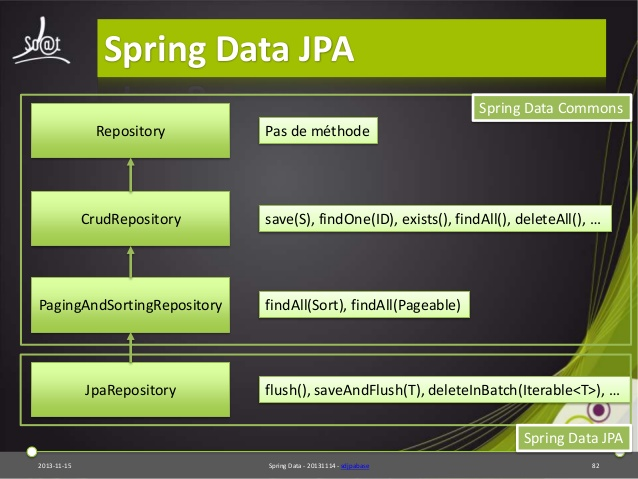 So@t
Spring Data JPA
Spring Data Commons
Repository
Pas de méthode
CrudRepository
save(S), findOne(ID), exists(), findAll(), deleteAll(), ...
PagingAndSortingRepository
findAll(Sort), findAll(Pageable)
JpaRepository
flush(), saveAndFlush(T), deleteInBatch(Iterable<T>), ...
Spring Data JPA
2013-11-15
Spring Data - 20131114 -
82